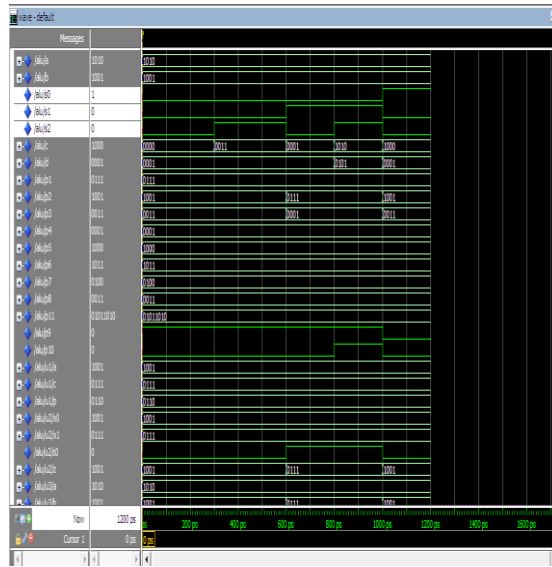 wave - default
Messages
/alu/a 1010 1010
/alu/b 1001 1001
/alu/s0 1
/alu/s1 0
/alu/s2 0
/alu/c 1000 0000 0011 0001 1010 1000
/alu/d 0001 0001 0101 0001
/alu/p1 0111 0111
/alu/p2 1001 1001 0111 1001
/alu/p3 0011 0011 0001 0011
/alu/p4 0001 0001
/alu/p5 1000 1000
/alu/p6 1011 1011
/alu/p7 0100 0100
/alu/p8 0011 0011
/alu/p11 01011010 01011010
/alu/p9 0
/alu/p10 0
/alu/u1/a 1001 1001
/alu/u1/c 0111 0111
/alu/u1/p 0110 0110
/alu/u2/x0 1001 1001
/alu/u2/x1 0111 0111
/alu/u2/s0 0
/alu/u2/z 1001 1001 0111 1001
/alu/u3/a 1010 1010
/alu/u3/b 1001 1001 0111 1001
Now 1200 ps ps 200 ps 400 ps 600 ps 800 ps 1000 ps 1200 ps 1400 ps 1600 ps
Cursor 1 0 ps 0 ps